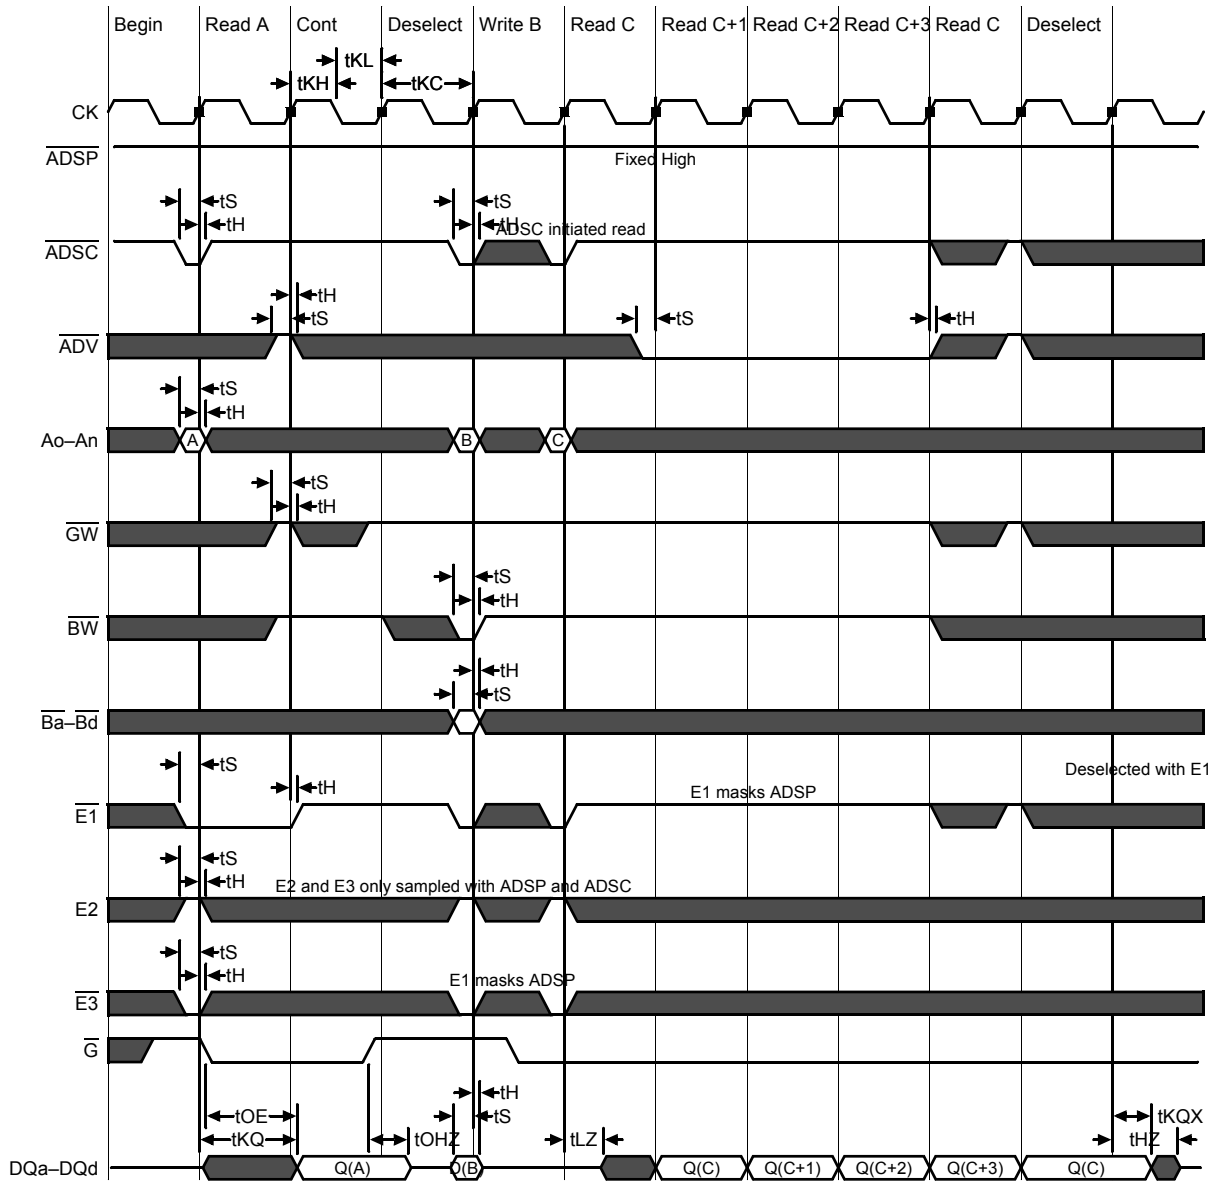 Begin Read A Cont Deselect Write B Read C Read C+1 Read C+2 Read C+3 Read C Deselect
tKL
tKH tKC
CK
ADSP
Fixed High
tS tS
tH tH
ADSC initiated read
ADSC
tH
tS tS tH
ADV
tS
tH
Ao–An A B C
tS
tH
GW
tS
tH
BW
tH
tS
Ba–Bd
tS
Deselected with E1
tH
E1 masks ADSP
E1
tS
tH
E2 and E3 only sampled with ADSP and ADSC
E2
tS
tH
E1 masks ADSP
E3
G
tH
tOE tS tKQX
tKQ tOHZ tLZ tHZ
DQa–DQd Q(A) D(B) Q(C) Q(C+1) Q(C+2) Q(C+3) Q(C)